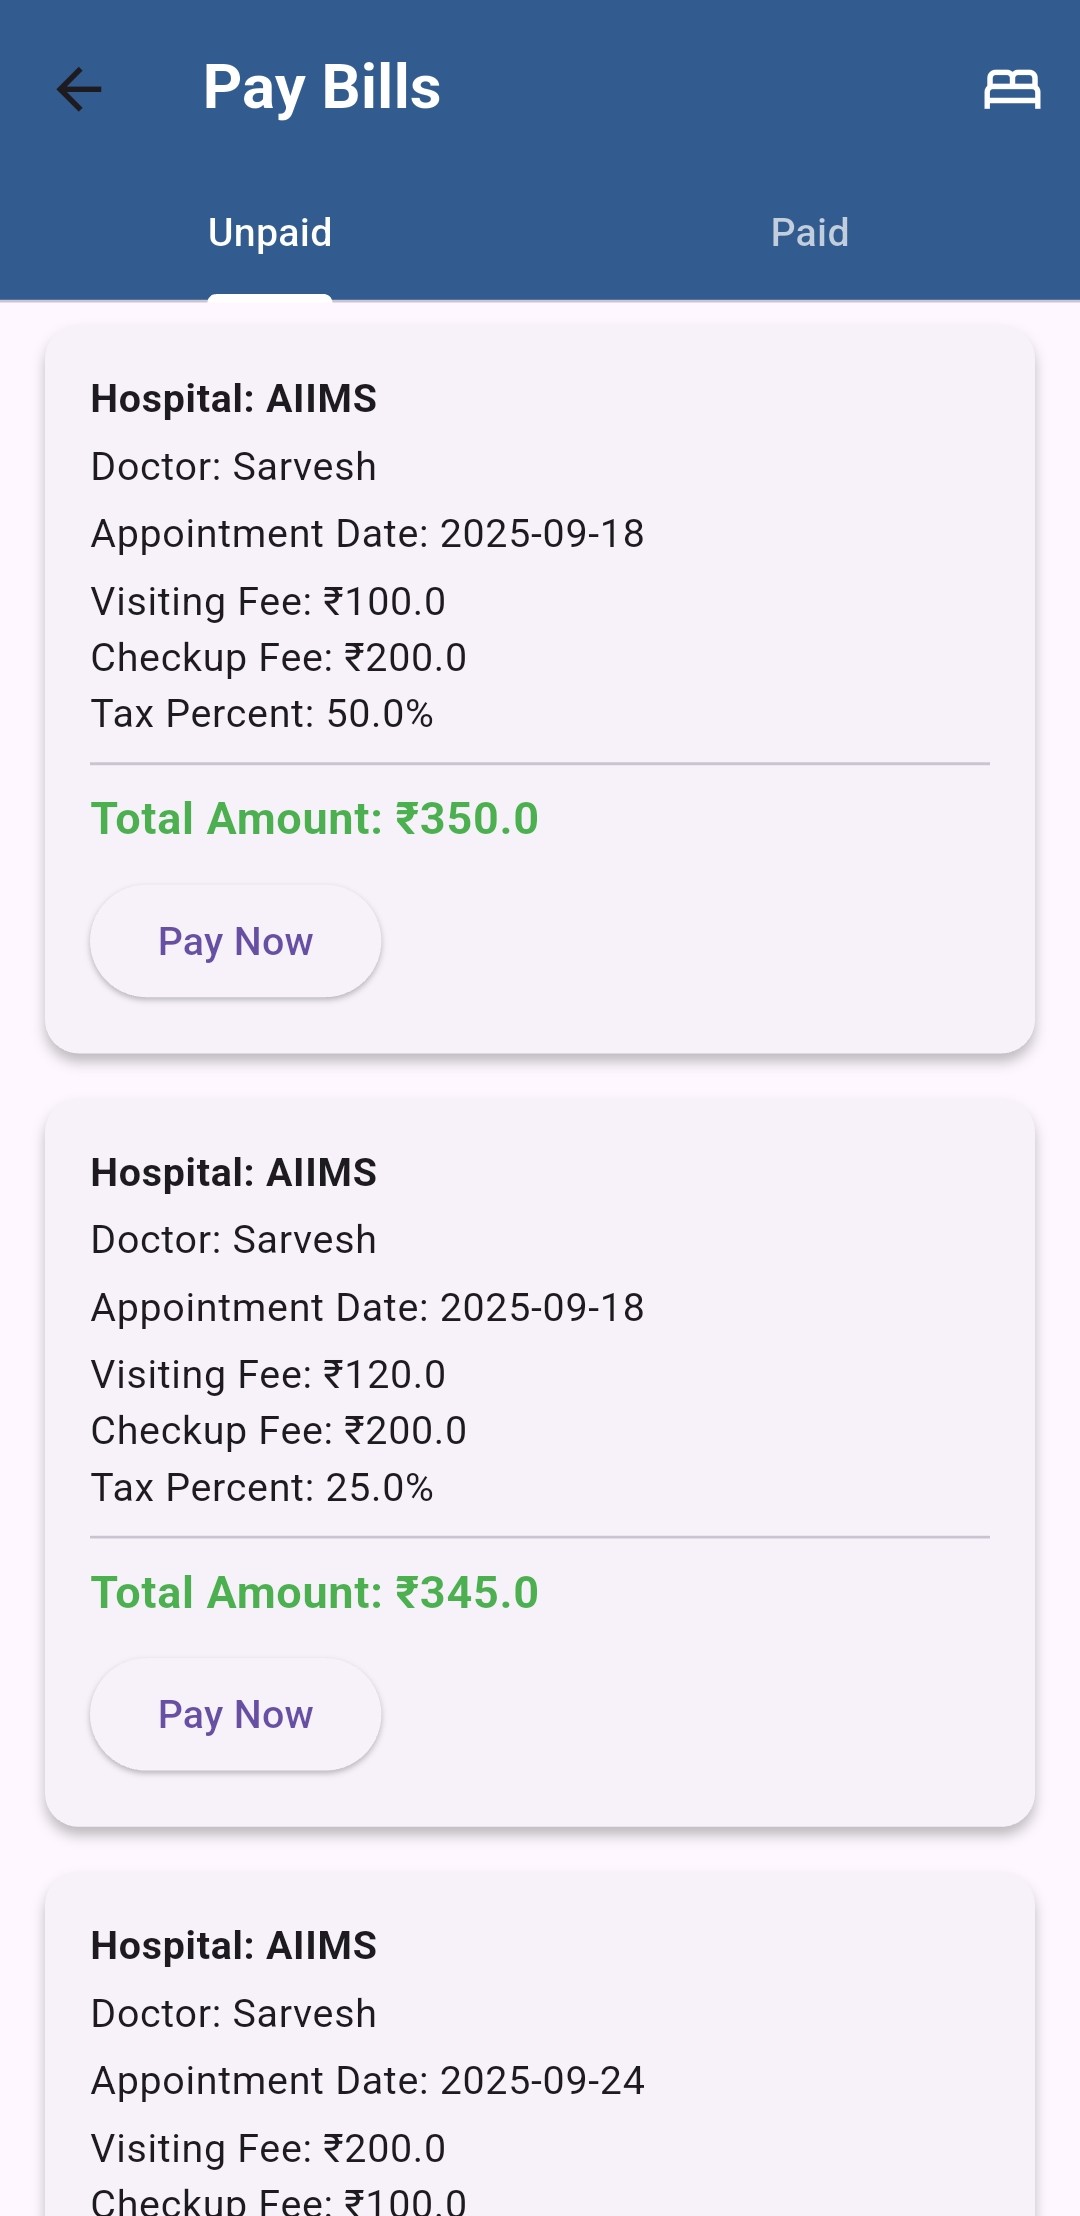 Pay Bills
Unpaid
Paid
Hospital: AIIMS
Doctor: Sarvesh
Appointment Date: 2025-09-18
Visiting Fee: ₹100.0
Checkup Fee: ₹200.0
Tax Percent: 50.0%
Total Amount: ₹350.0
Pay Now
Hospital: AIIMS
Doctor: Sarvesh
Appointment Date: 2025-09-18
Visiting Fee: ₹120.0
Checkup Fee: ₹200.0
Tax Percent: 25.0%
Total Amount: ₹345.0
Pay Now
Hospital: AIIMS
Doctor: Sarvesh
Appointment Date: 2025-09-24
Visiting Fee: ₹200.0
Checkup Fee: ₹100.0